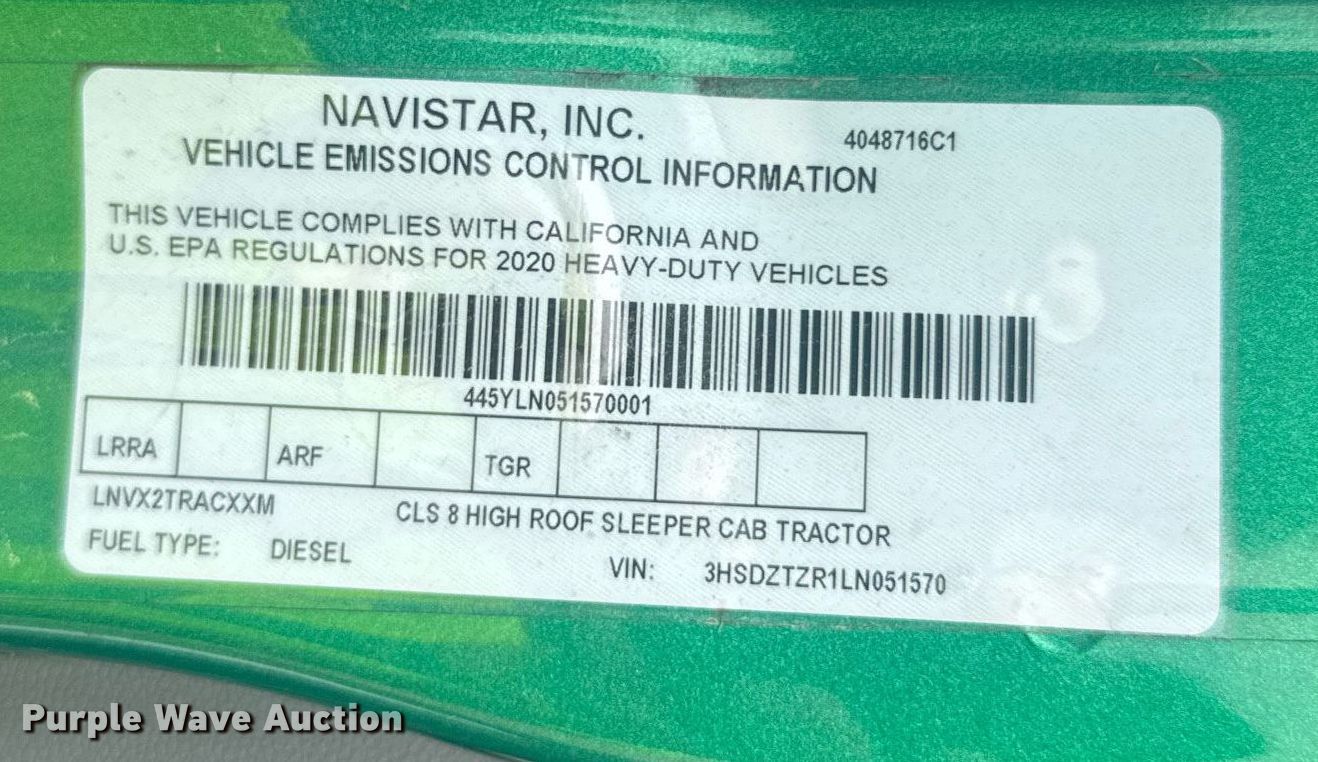 NAVISTAR, INC.
4048716C1
VEHICLE EMISSIONS CONTROL INFORMATION
THIS VEHICLE COMPLIES WITH CALIFORNIA AND
U.S. EPA REGULATIONS FOR 2020 HEAVY-DUTY VEHICLES
445YLN051570001
LRRA ARF TGR
LNVX2TRACXXM CLS 8 HIGH ROOF SLEEPER CAB TRACTOR
FUEL TYPE: DIESEL VIN: 3HSDZTZR1LN051570
Purple Wave Auction